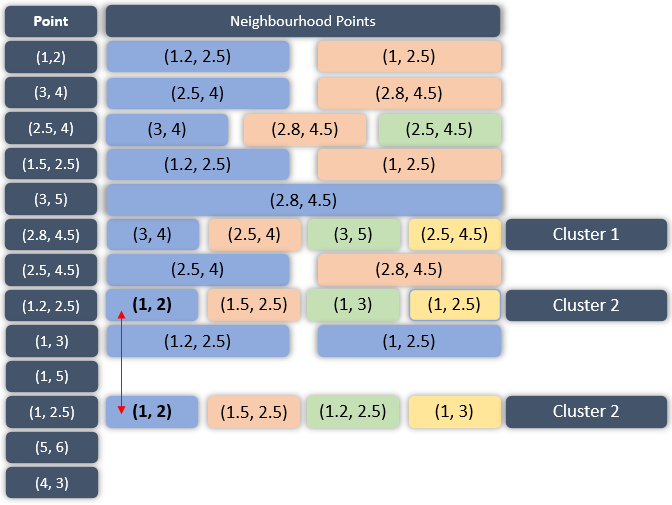 Point Neighbourhood Points
(1,2) (1.2, 2.5) (1, 2.5)
(3, 4) (2.5, 4) (2.8, 4.5)
(2.5, 4) (3, 4) (2.8, 4.5) (2.5, 4.5)
(1.5, 2.5) (1.2, 2.5) (1, 2.5)
(3, 5) (2.8, 4.5)
(2.8, 4.5) (3, 4) (2.5, 4) (3, 5) (2.5, 4.5) Cluster 1
(2.5, 4.5) (2.5, 4) (2.8, 4.5)
(1.2, 2.5) (1, 2) (1.5, 2.5) (1, 3) (1, 2.5) Cluster 2
(1, 3) (1.2, 2.5) (1, 2.5)
(1, 5)
(1, 2.5) (1, 2) (1.5, 2.5) (1.2, 2.5) (1, 3) Cluster 2
(5, 6)
(4, 3)